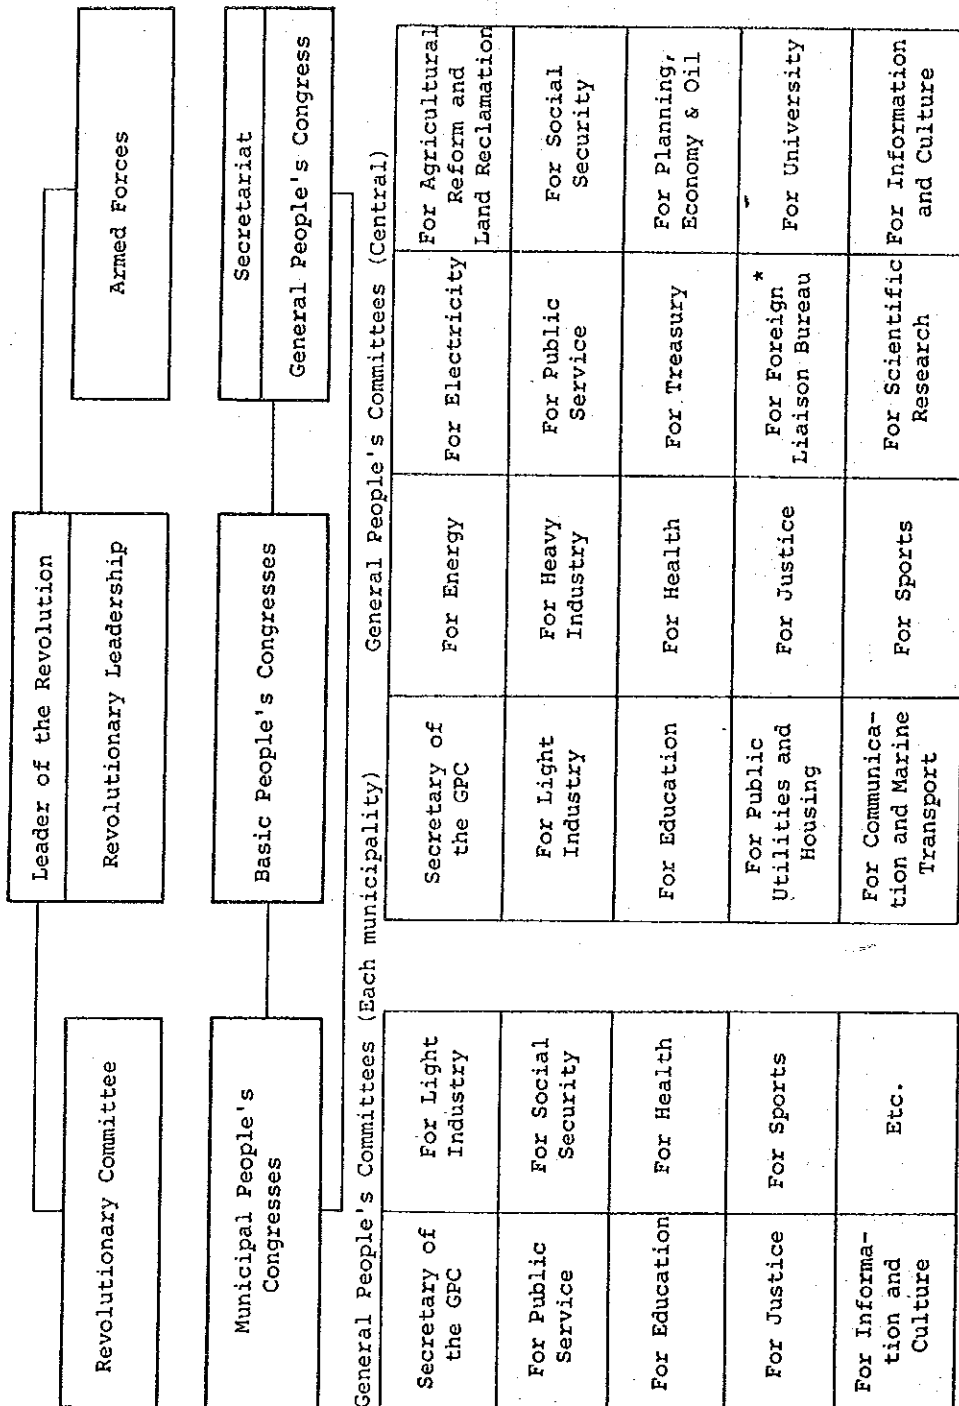 Leader of the Revolution
Revolutionary Leadership
Revolutionary Committee
Armed Forces
Municipal People's
Congresses
Basic People's Congresses
Secretariat
General People's Congress
General People's Committees (Each municipality)
Secretary of
the GPC
For Light
Industry
For Public
Service
For Social
Security
For Education
For Health
For Justice
For Sports
For Informa-
tion and
Culture
Etc.
General People's Committees (Central)
Secretary of
the GPC
For Energy
For Electricity
For Agricultural
Reform and
Land Reclamation
For Light
Industry
For Heavy
Industry
For Public
Service
For Social
Security
For Education
For Health
For Treasury
For Planning,
Economy & Oil
For Public
Utilities and
Housing
For Justice
For Foreign *
Liaison Bureau
For University
For Communica-
tion and Marine
Transport
For Sports
For Scientific
Research
For Information
and Culture